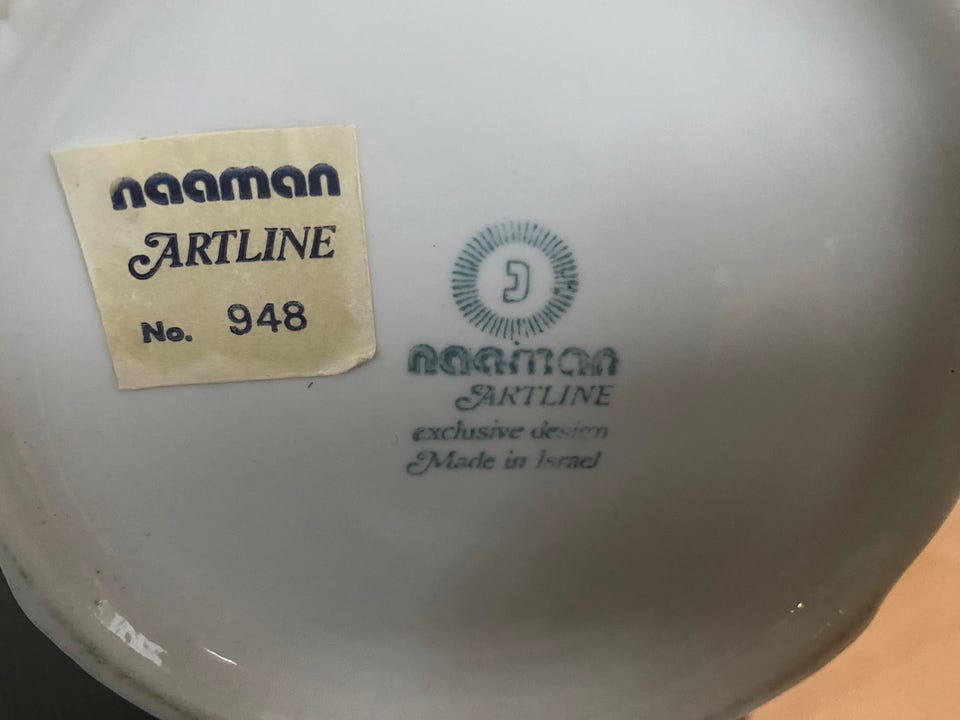 naaman
ARTLINE
No. 948
נ
naaman
ARTLINE
exclusive design
Made in Israel